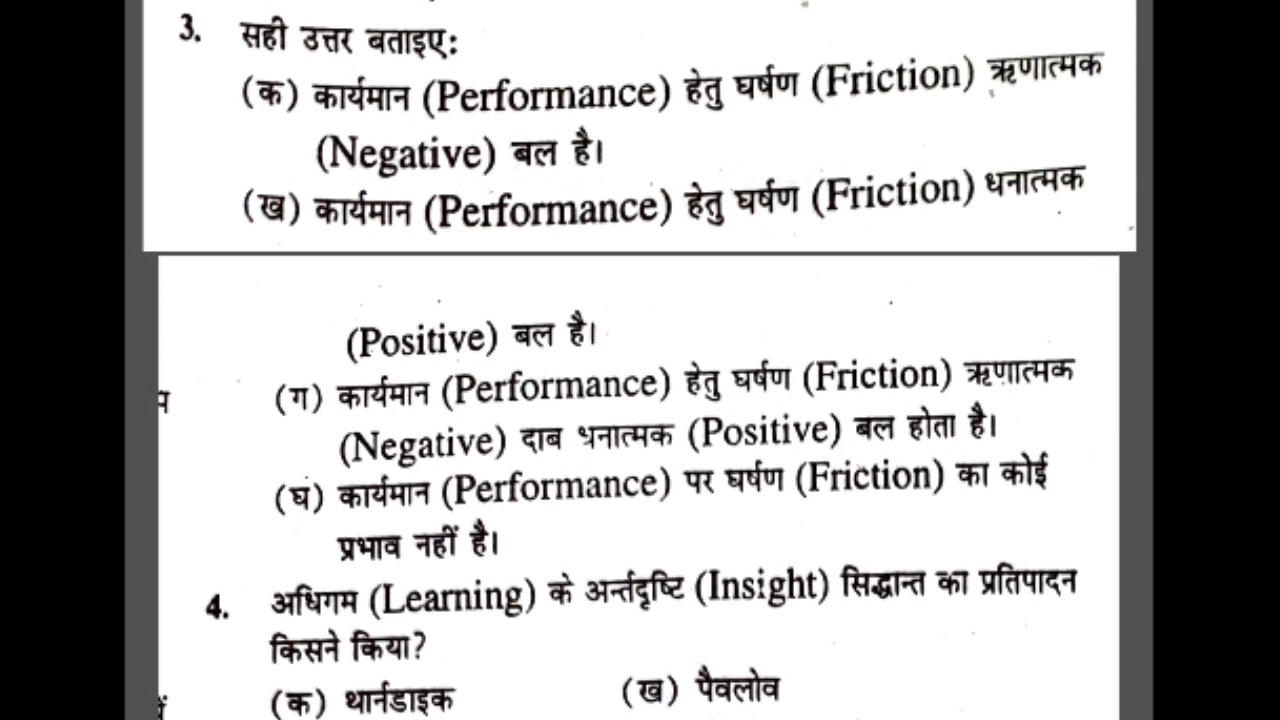 3. सही उत्तर बताइए:
(क) कार्यमान (Performance) हेतु घर्षण (Friction) ऋणात्मक
(Negative) बल है।
(ख) कार्यमान (Performance) हेतु घर्षण (Friction) धनात्मक
(Positive) बल है।
(ग) कार्यमान (Performance) हेतु घर्षण (Friction) ऋणात्मक
(Negative) दाब धनात्मक (Positive) बल होता है।
(घ) कार्यमान (Performance) पर घर्षण (Friction) का कोई
प्रभाव नहीं है।
4. अधिगम (Learning) के अर्न्तदृष्टि (Insight) सिद्धान्त का प्रतिपादन
किसने किया?
(क) थार्नडाइक (ख) पैवलोव